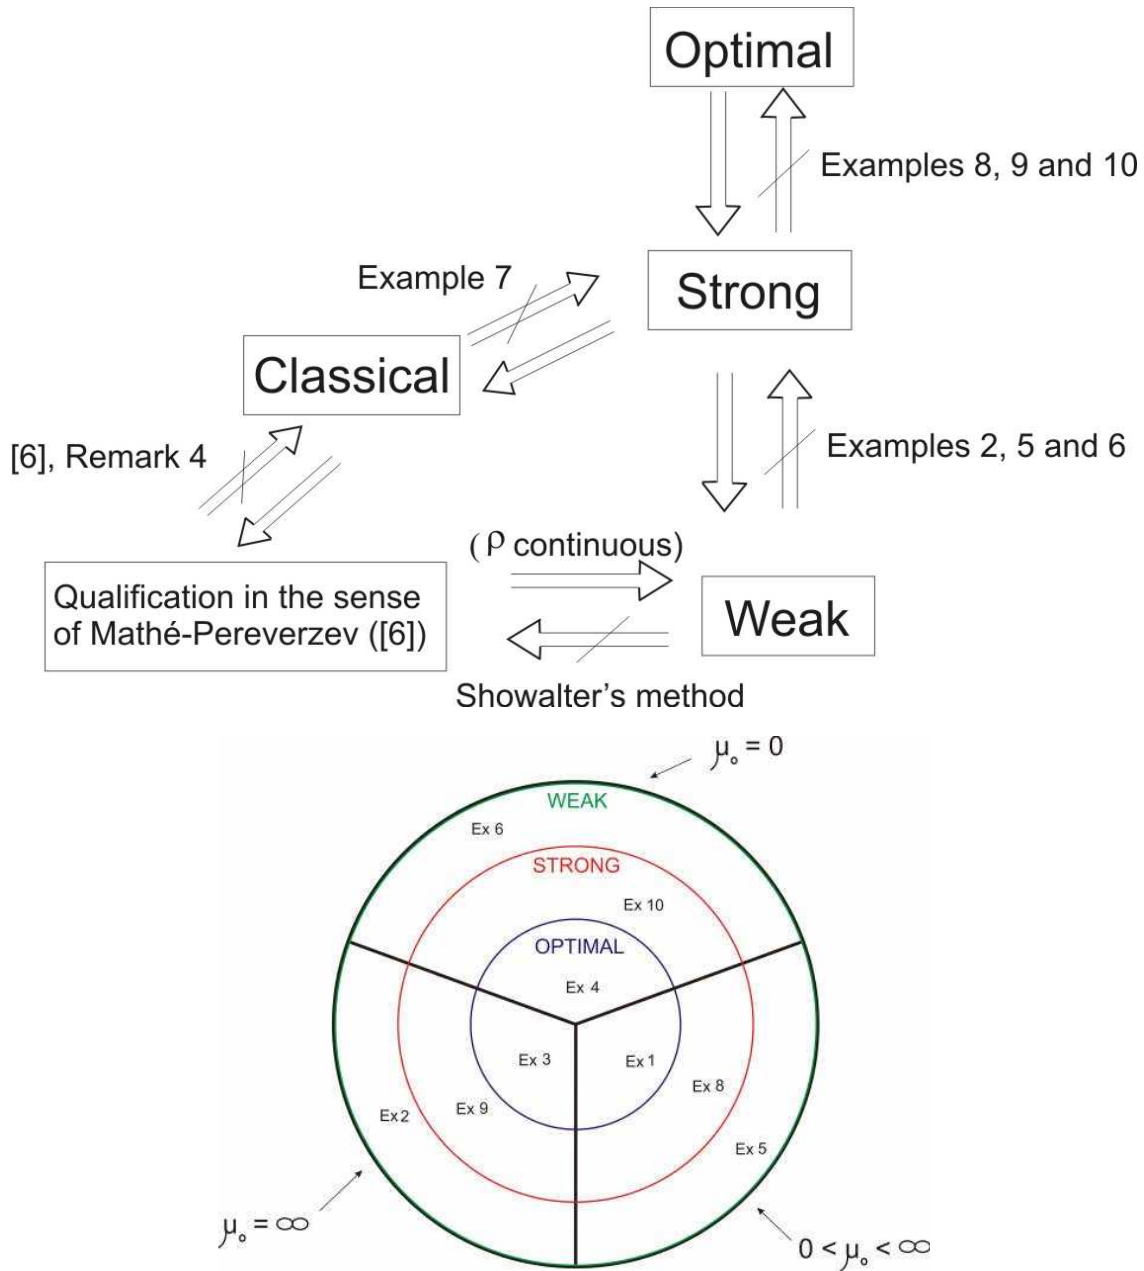 Optimal
Examples 8, 9 and 10
Example 7
Strong
Classical
[6], Remark 4
Examples 2, 5 and 6
(ρ continuous)
Qualification in the sense
of Mathé-Pereverzev ([6])
Weak
Showalter's method
μ₀ = 0
WEAK
Ex 6
STRONG
Ex 10
OPTIMAL
Ex 4
Ex 3
Ex 1
Ex 8
Ex 9
Ex 2
Ex 5
μ₀ = ∞
0 < μ₀ < ∞